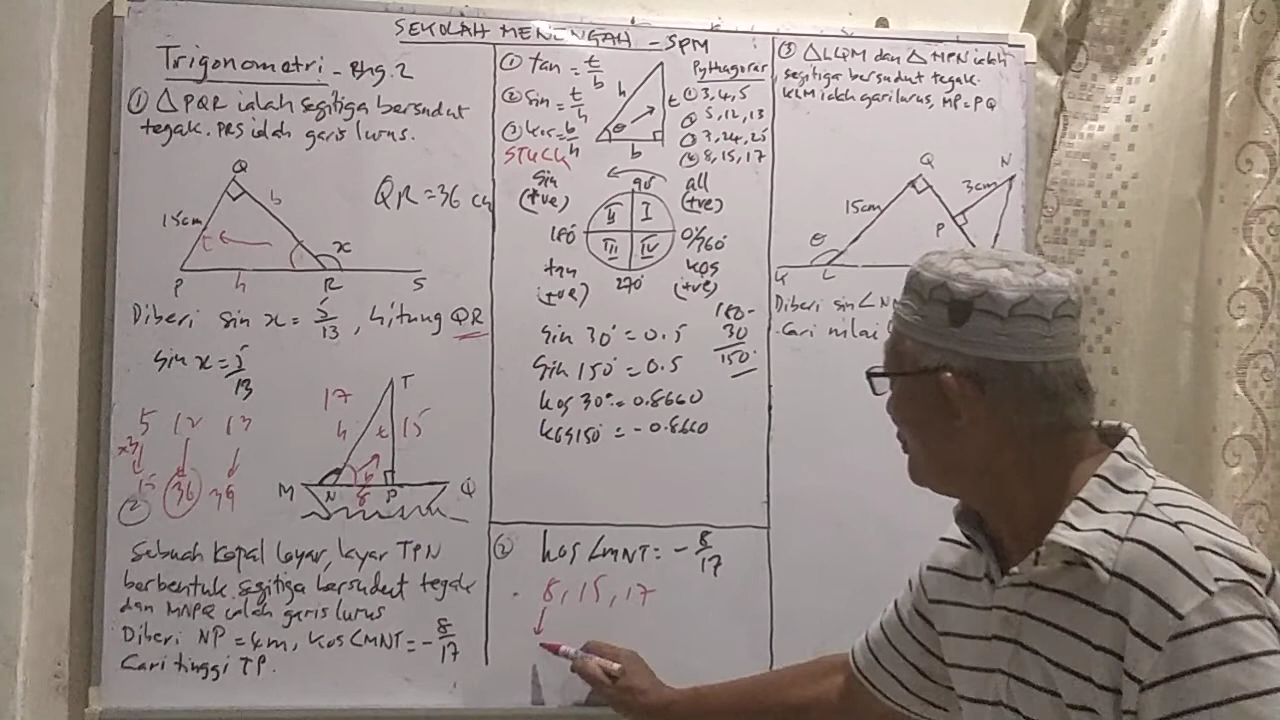 SEKOLAH MENENGAH - SPM
Trigonometri - Bhg. 2
① △ PQR ialah segitiga bersudut
tegak. PRS ialah garis lurus.
Q
15cm
b
t
x
P
h
R
S
QR = 36 cm
Diberi sin x = 5/13, hitung QR
sin x = 5/13
5 12 13
x3
15 36 39
②
T
17
h
t
15
b
M
N
8
P
Q
Sebuah kapal layar, layar TPN
berbentuk segitiga bersudut tegak
dan MNPQ ialah garis lurus
Diberi NP = 4m, kos∠MNT = -8/17
Cari tinggi TP.
① tan = t/b
② sin = t/h
③ kos = b/h
STUCK
h
t
θ
b
Pythagoras
① 3, 4, 5
② 5, 12, 13
③ 7, 24, 25
④ 8, 15, 17
sin
(+ve)
90°
all
(+ve)
II
I
180°
0°/360°
III
IV
tan
(+ve)
270°
kos
(+ve)
sin 30° = 0.5
sin 150° = 0.5
kos 30° = 0.8660
kos 150° = -0.8660
180-
30
150
② kos ∠MNT = -8/17
8, 15, 17
③ △LQM dan △ MPN ialah
segitiga bersudut tegak.
KLM ialah garis lurus, MP = PQ
Q
N
3cm
15cm
P
θ
K
L
Diberi sin∠
Cari nilai